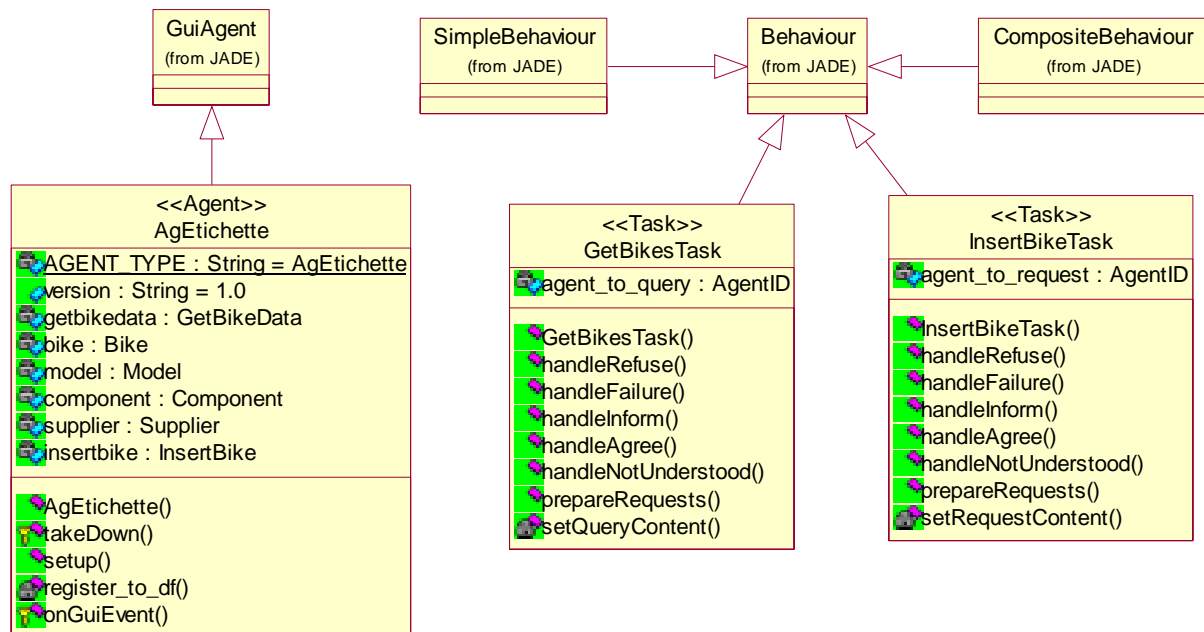 GuiAgent
(from JADE)
SimpleBehaviour
(from JADE)
Behaviour
(from JADE)
CompositeBehaviour
(from JADE)
<<Agent>>
AgEtichette
AGENT_TYPE : String = AgEtichette
version : String = 1.0
getbikedata : GetBikeData
bike : Bike
model : Model
component : Component
supplier : Supplier
insertbike : InsertBike
AgEtichette()
takeDown()
setup()
register_to_df()
onGuiEvent()
<<Task>>
GetBikesTask
agent_to_query : AgentID
GetBikesTask()
handleRefuse()
handleFailure()
handleInform()
handleAgree()
handleNotUnderstood()
prepareRequests()
setQueryContent()
<<Task>>
InsertBikeTask
agent_to_request : AgentID
InsertBikeTask()
handleRefuse()
handleFailure()
handleInform()
handleAgree()
handleNotUnderstood()
prepareRequests()
setRequestContent()